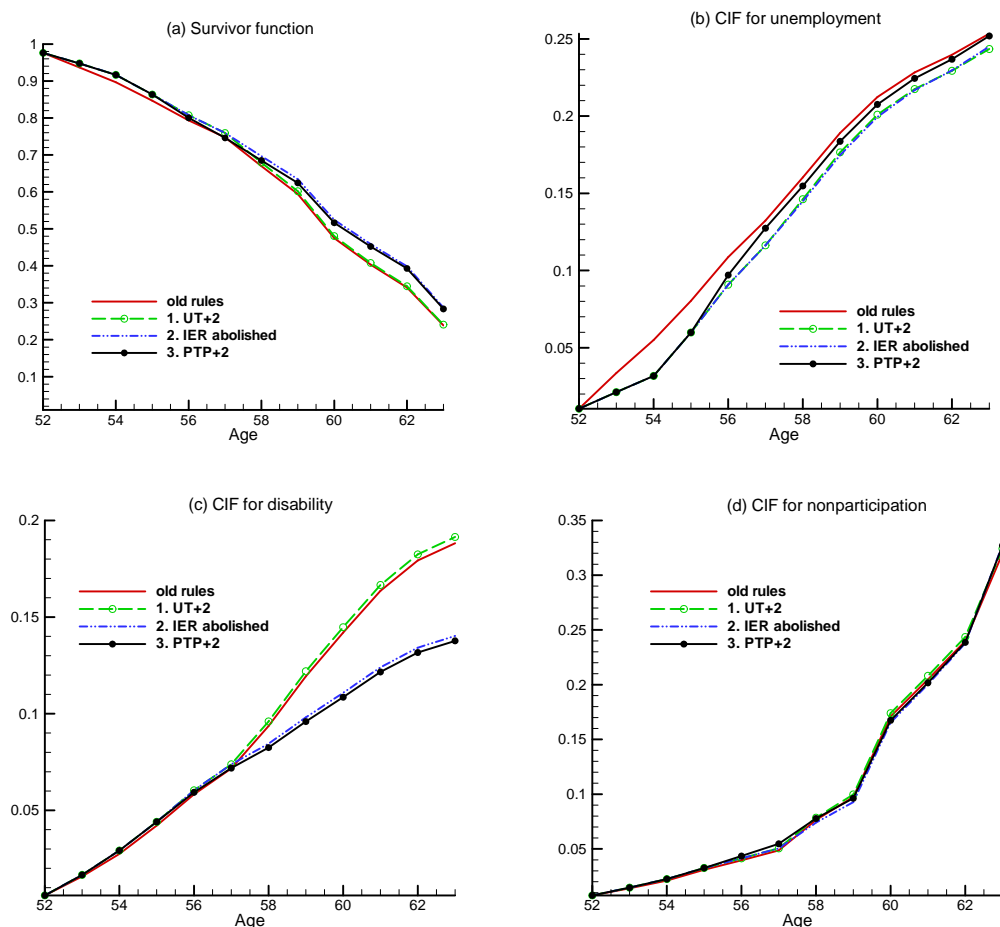 (a) Survivor function
1
0.9
0.8
0.7
0.6
0.5
0.4
0.3
0.2
0.1
old rules
1. UT+2
2. IER abolished
3. PTP+2
52 54 56 58 60 62
Age
(b) CIF for unemployment
0.25
0.2
0.15
0.1
0.05
old rules
1. UT+2
2. IER abolished
3. PTP+2
52 54 56 58 60 62
Age
(c) CIF for disability
0.2
0.15
0.1
0.05
old rules
1. UT+2
2. IER abolished
3. PTP+2
52 54 56 58 60 62
Age
(d) CIF for nonparticipation
0.35
0.3
0.25
0.2
0.15
0.1
0.05
old rules
1. UT+2
2. IER abolished
3. PTP+2
52 54 56 58 60 62
Age